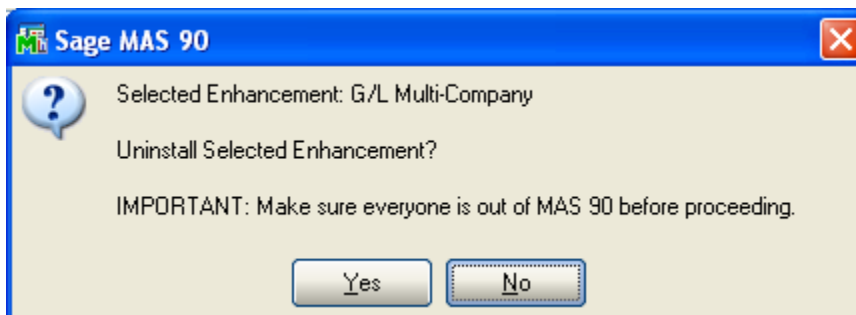 Sage MAS 90
Selected Enhancement: G/L Multi-Company
Uninstall Selected Enhancement?
IMPORTANT: Make sure everyone is out of MAS 90 before proceeding.
Yes No